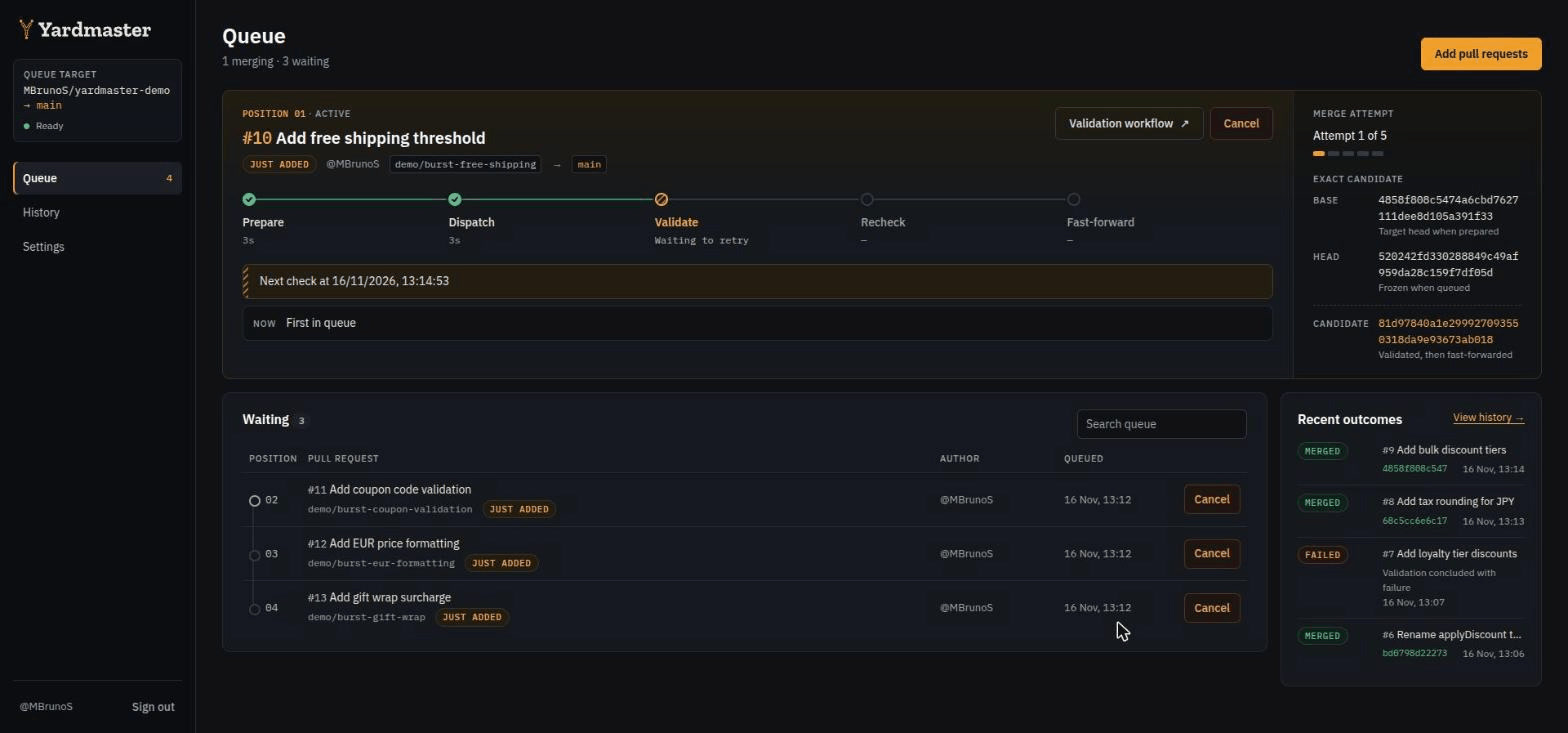 Yardmaster
QUEUE TARGET
MBrunoS/yardmaster-demo
→ main
Ready
Queue 4
History
Settings
@MBrunoS Sign out
Queue
1 merging · 3 waiting
Add pull requests
POSITION 01 · ACTIVE
#10 Add free shipping threshold
JUST ADDED @MBrunoS demo/burst-free-shipping → main
Validation workflow ↗ Cancel
Prepare Dispatch Validate Recheck Fast-forward
3s 3s Waiting to retry — —
Next check at 16/11/2026, 13:14:53
NOW First in queue
MERGE ATTEMPT
Attempt 1 of 5
EXACT CANDIDATE
BASE 4858f808c5474a6cbd7627
111dee8d105a391f33
Target head when prepared
HEAD 520242fd330288849c49af
959da28c159f7df05d
Frozen when queued
CANDIDATE 81d97840a1e29992709355
0318da9e93673ab018
Validated, then fast-forwarded
Waiting 3
Search queue
POSITION PULL REQUEST AUTHOR QUEUED
02 #11 Add coupon code validation @MBrunoS 16 Nov, 13:12 Cancel
demo/burst-coupon-validation JUST ADDED
03 #12 Add EUR price formatting @MBrunoS 16 Nov, 13:12 Cancel
demo/burst-eur-formatting JUST ADDED
04 #13 Add gift wrap surcharge @MBrunoS 16 Nov, 13:12 Cancel
demo/burst-gift-wrap JUST ADDED
Recent outcomes View history →
MERGED #9 Add bulk discount tiers
4858f808c547 16 Nov, 13:14
MERGED #8 Add tax rounding for JPY
68c5cc6e6c17 16 Nov, 13:13
FAILED #7 Add loyalty tier discounts
Validation concluded with
failure
16 Nov, 13:07
MERGED #6 Rename applyDiscount t...
bd0798d22273 16 Nov, 13:06